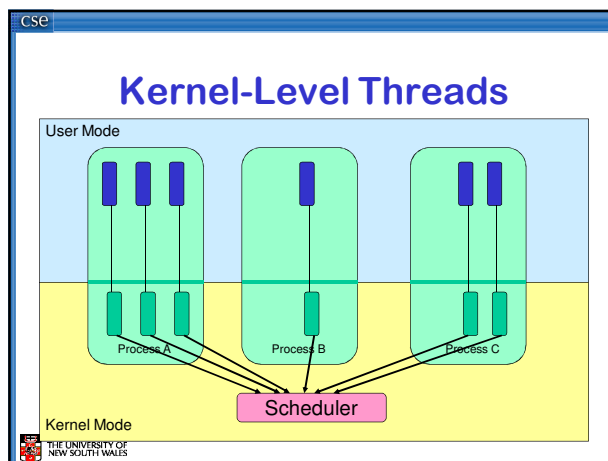 cse
Kernel-Level Threads
User Mode
Process A
Process B
Process C
Scheduler
Kernel Mode
THE UNIVERSITY OF
NEW SOUTH WALES